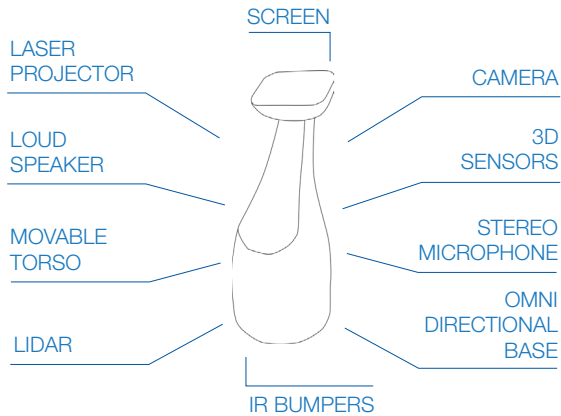 SCREEN
LASER
PROJECTOR
LOUD
SPEAKER
MOVABLE
TORSO
LIDAR
CAMERA
3D
SENSORS
STEREO
MICROPHONE
OMNI
DIRECTIONAL
BASE
IR BUMPERS